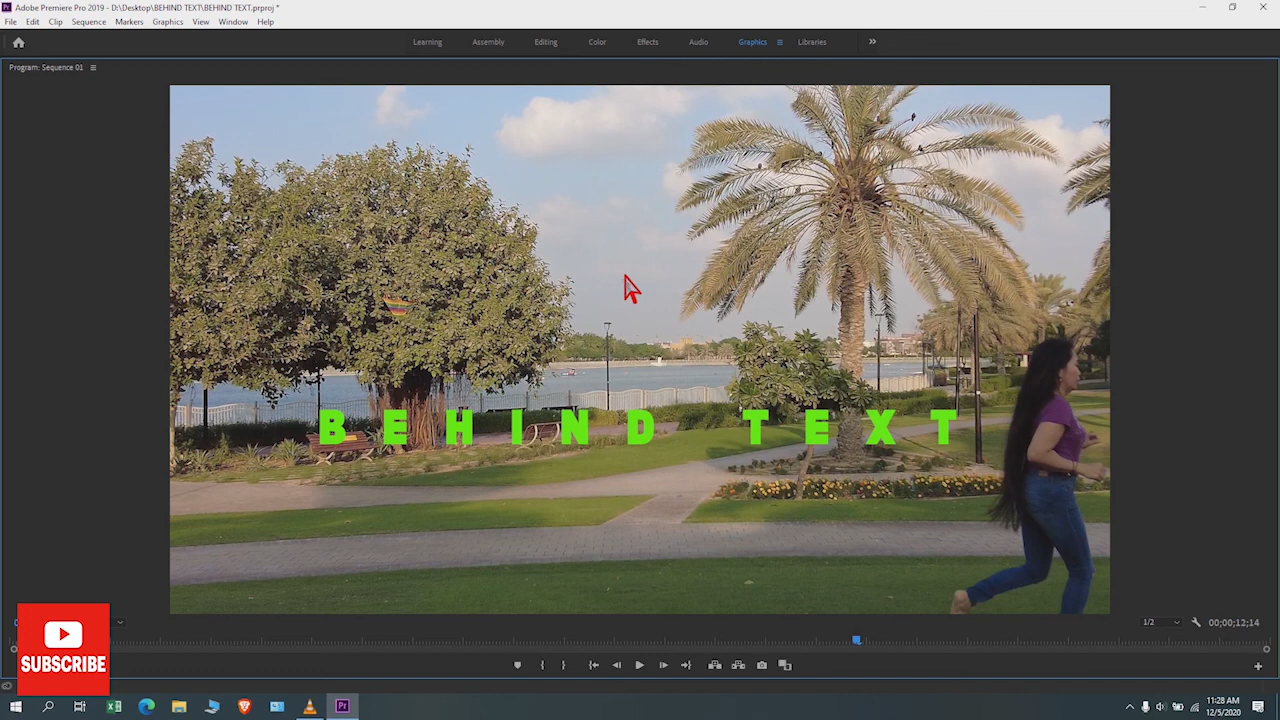 Adobe Premiere Pro 2019 - D:\Desktop\BEHIND TEXT\BEHIND TEXT.prproj *
File Edit Clip Sequence Markers Graphics View Window Help
Learning Assembly Editing Color Effects Audio Graphics Libraries
Program: Sequence 01
BEHIND TEXT
1/2 00;00;12;14
SUBSCRIBE
11:28 AM
12/5/2020